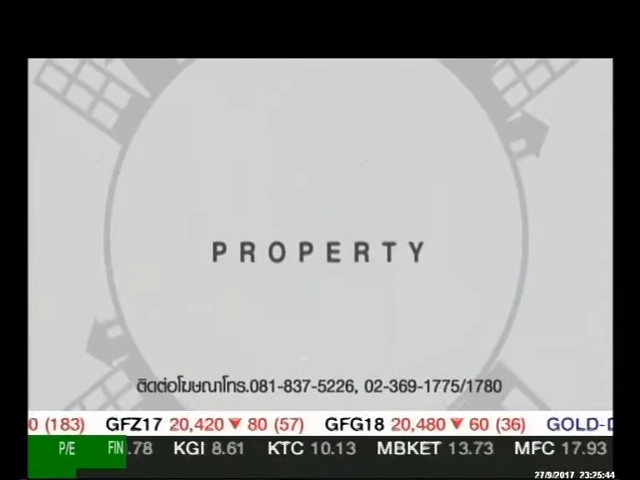 PROPERTY
ติดต่อโฆษณาโทร.081-837-5226, 02-369-1775/1780
0 (183) GFZ17 20,420 ▼ 80 (57) GFG18 20,480 ▼ 60 (36) GOLD-D
P/E FIN .78 KGI 8.61 KTC 10.13 MBKET 13.73 MFC 17.93
27/9/2017 23:25:44